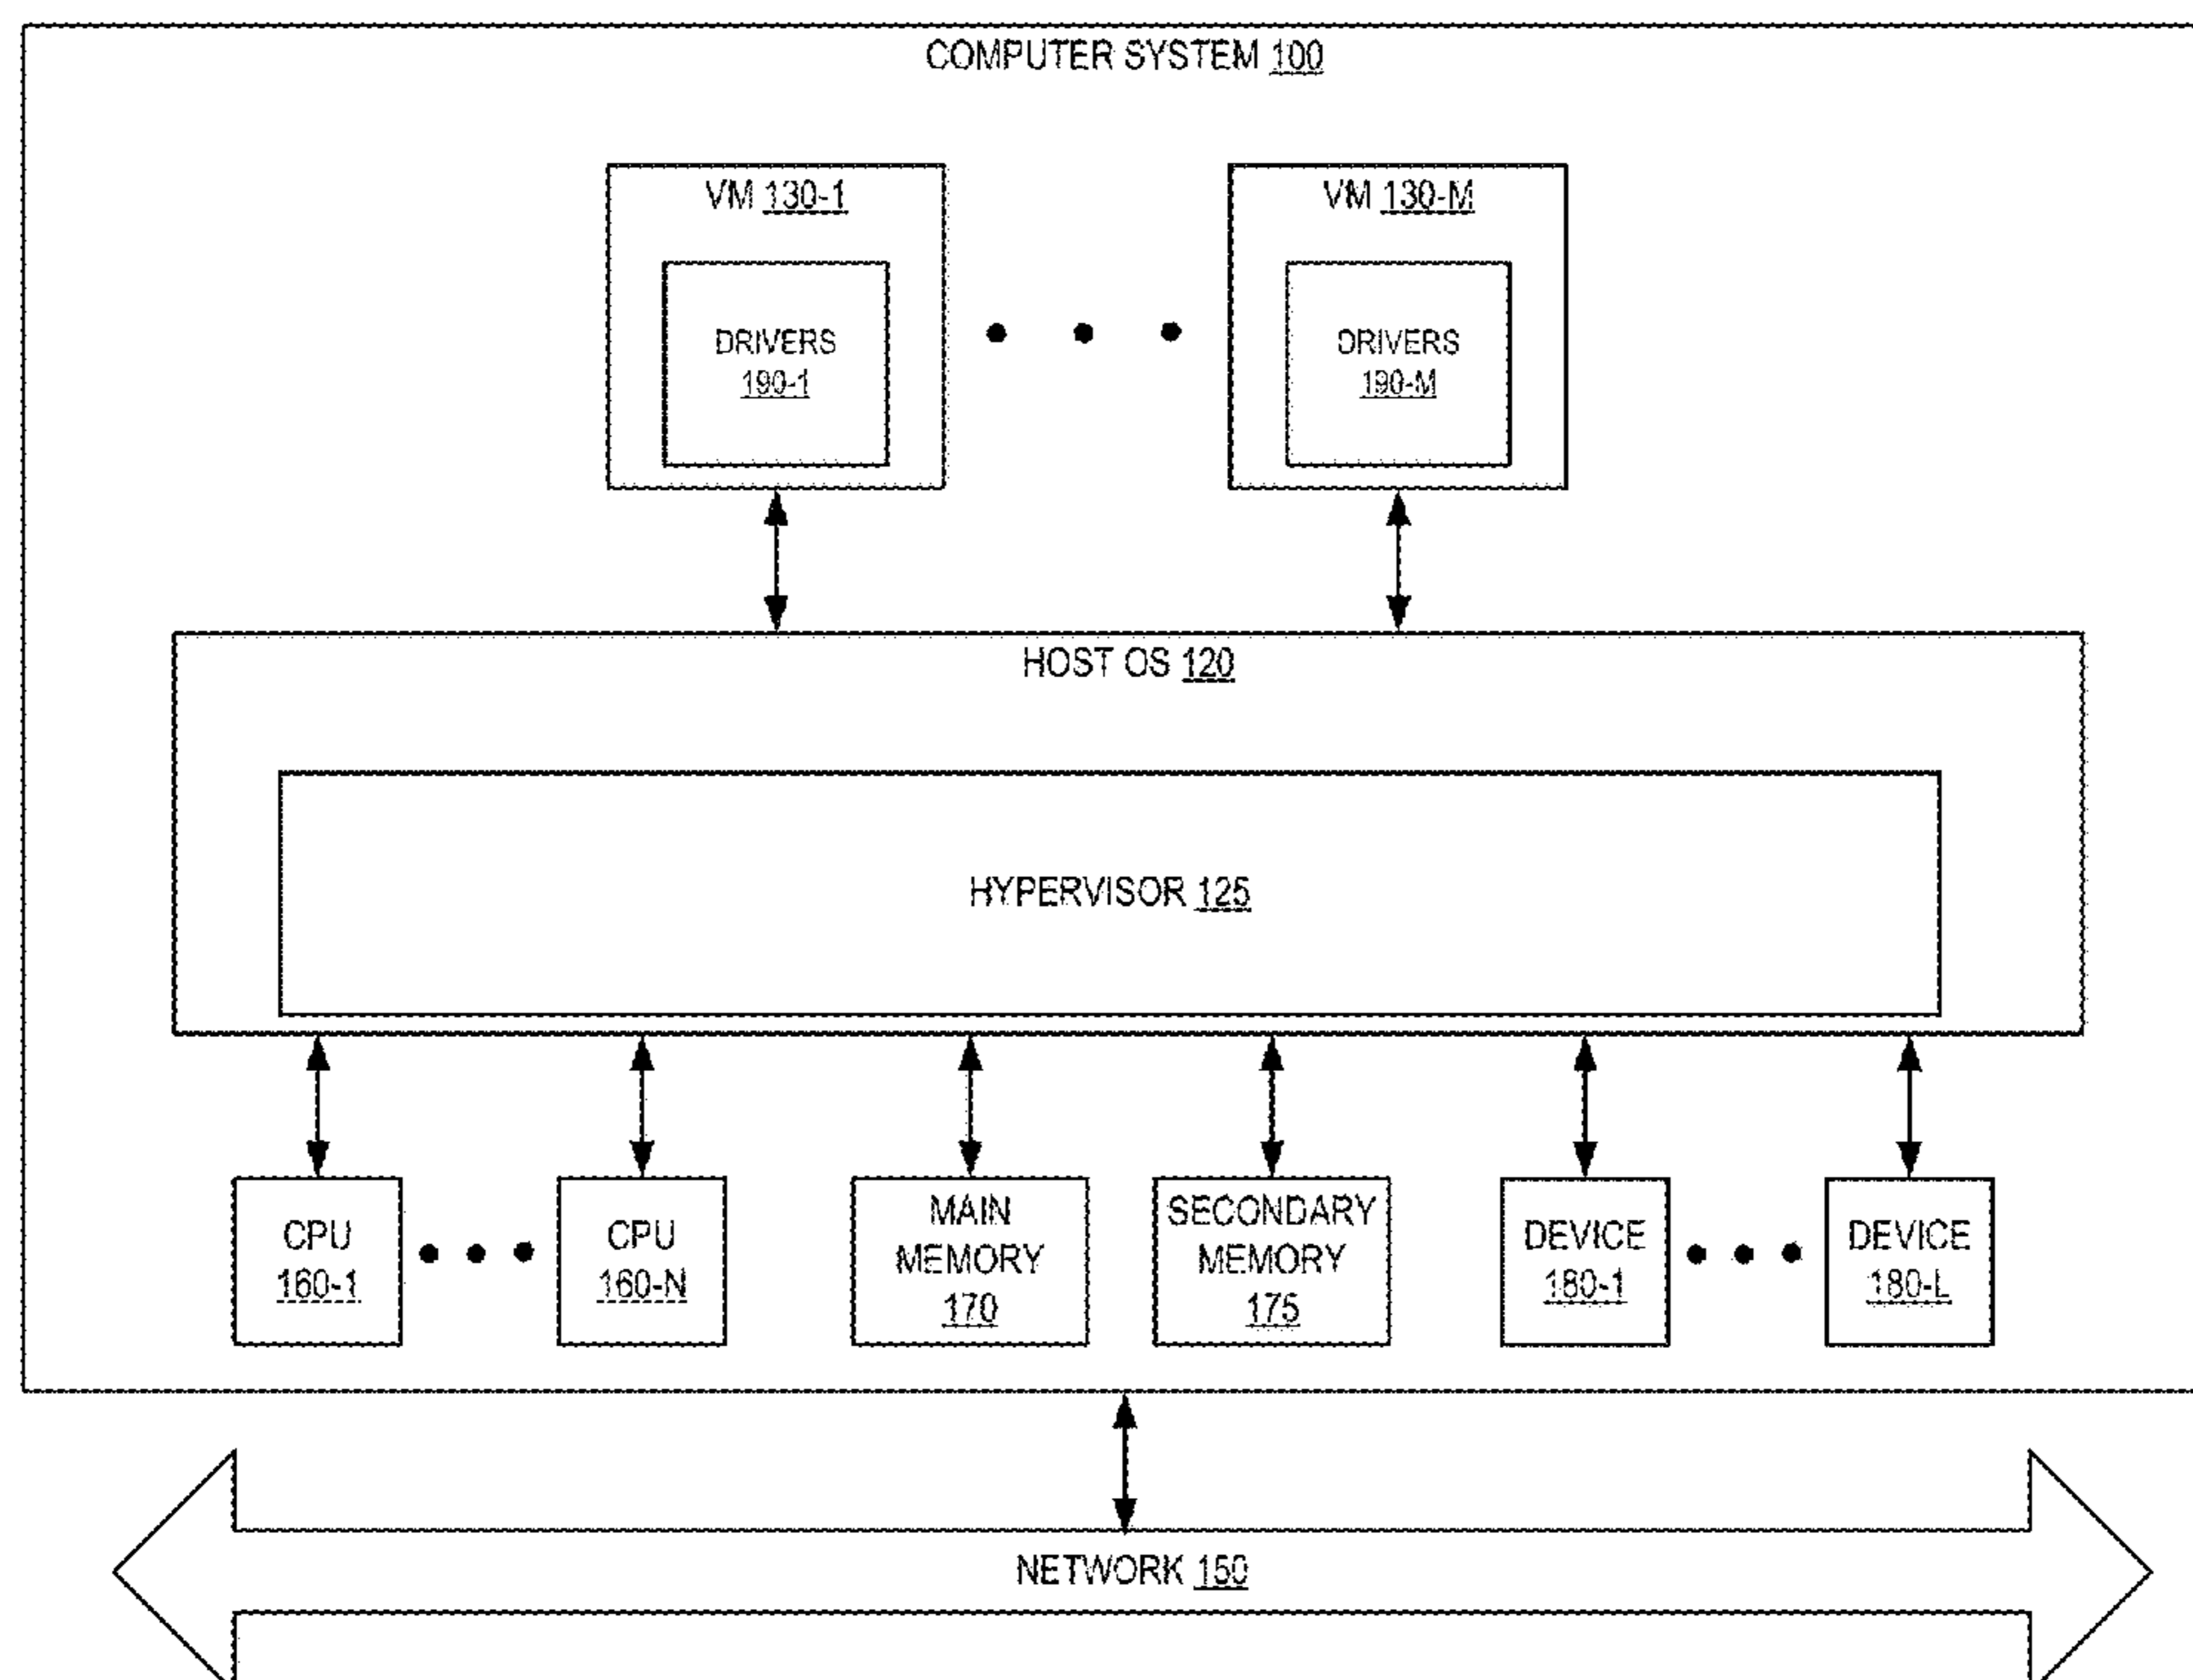 COMPUTER SYSTEM 100
VM 130-1
VM 130-M
DRIVERS
190-1
DRIVERS
190-M
HOST OS 120
HYPERVISOR 125
CPU
160-1
CPU
160-N
MAIN
MEMORY
170
SECONDARY
MEMORY
175
DEVICE
180-1
DEVICE
180-L
NETWORK 150